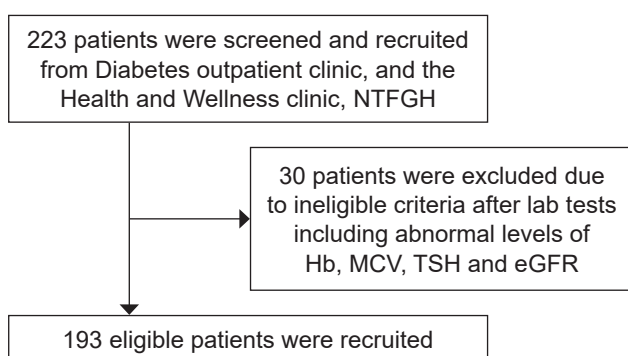 223 patients were screened and recruited
from Diabetes outpatient clinic, and the
Health and Wellness clinic, NTFGH
30 patients were excluded due
to ineligible criteria after lab tests
including abnormal levels of
Hb, MCV, TSH and eGFR
193 eligible patients were recruited